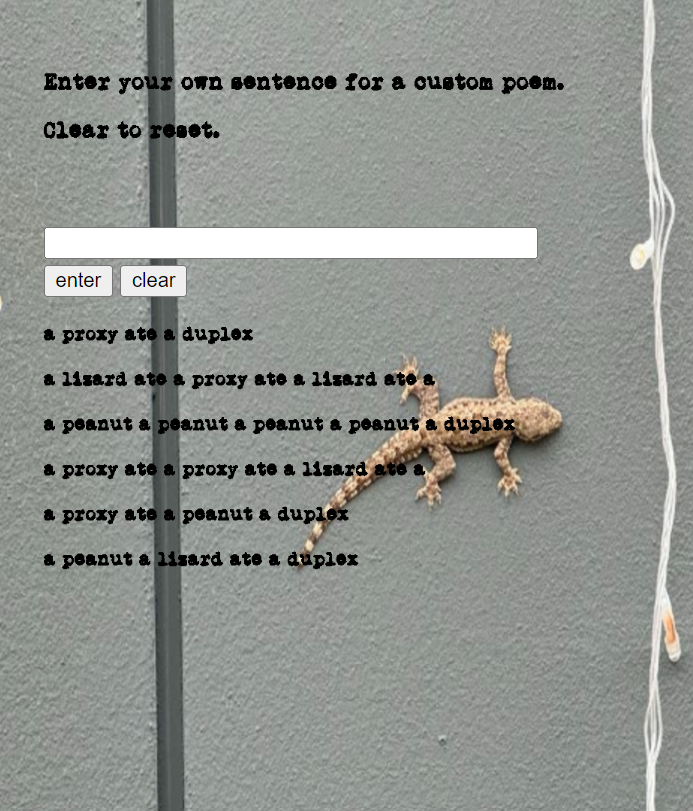 Enter your own sentence for a custom poem.
Clear to reset.
enter clear
a proxy ate a duplex
a lizard ate a proxy ate a lizard ate a
a peanut a peanut a peanut a peanut a duplex
a proxy ate a proxy ate a lizard ate a
a proxy ate a peanut a duplex
a peanut a lizard ate a duplex